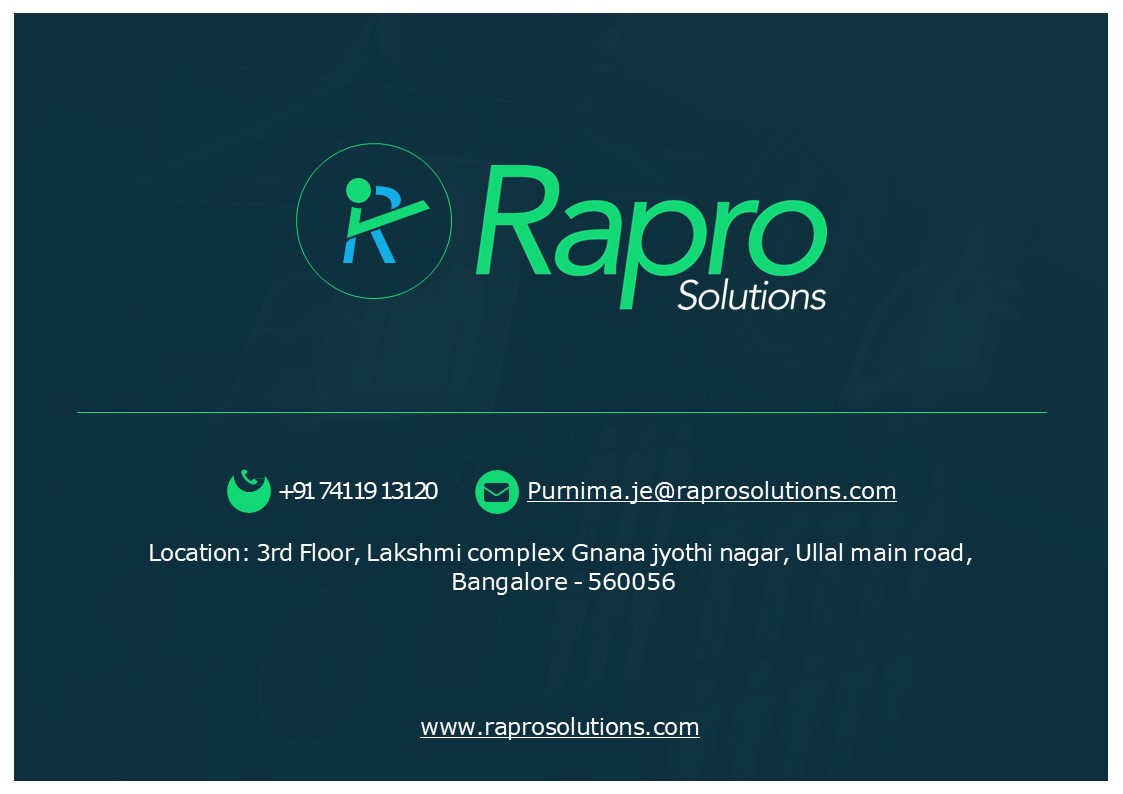 Rapro
Solutions
+91 74119 13120
Purnima.je@raprosolutions.com
Location: 3rd Floor, Lakshmi complex Gnana jyothi nagar, Ullal main road,
Bangalore - 560056
www.raprosolutions.com